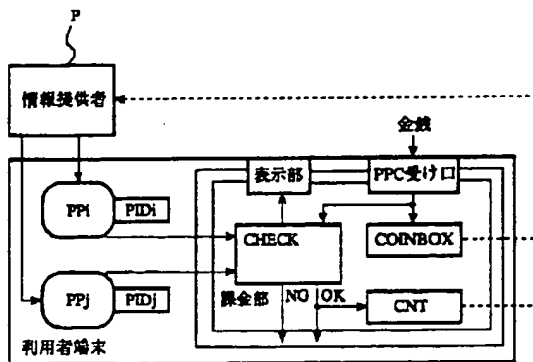 P
情報提供者
金銭
表示部
PPC受け口
PPi
PIDi
CHECK
COINBOX
PPj
PIDj
課金部
NG
OK
CNT
利用者端末